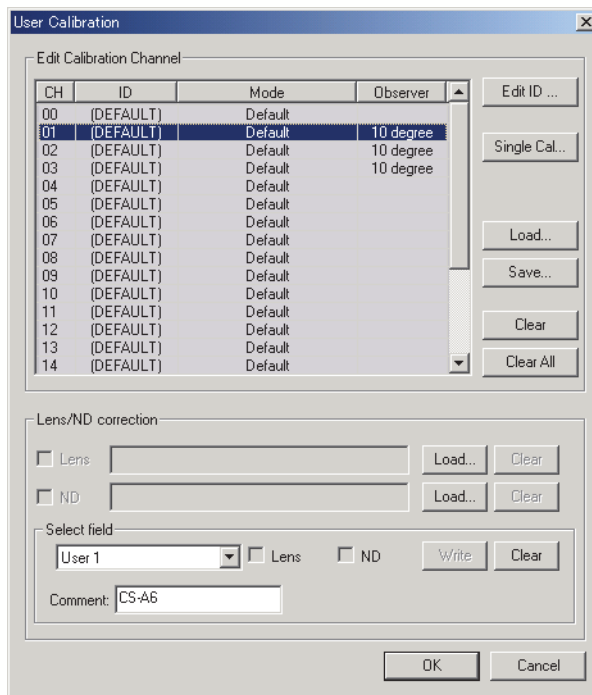 User Calibration
Edit Calibration Channel
CH ID Mode Observer
00 (DEFAULT) Default
01 (DEFAULT) Default 10 degree
02 (DEFAULT) Default 10 degree
03 (DEFAULT) Default 10 degree
04 (DEFAULT) Default
05 (DEFAULT) Default
06 (DEFAULT) Default
07 (DEFAULT) Default
08 (DEFAULT) Default
09 (DEFAULT) Default
10 (DEFAULT) Default
11 (DEFAULT) Default
12 (DEFAULT) Default
13 (DEFAULT) Default
14 (DEFAULT) Default
Edit ID ...
Single Cal...
Load...
Save...
Clear
Clear All
Lens/ND correction
Lens Load... Clear
ND Load... Clear
Select field
User 1 Lens ND Write Clear
Comment: CS-A6
OK Cancel